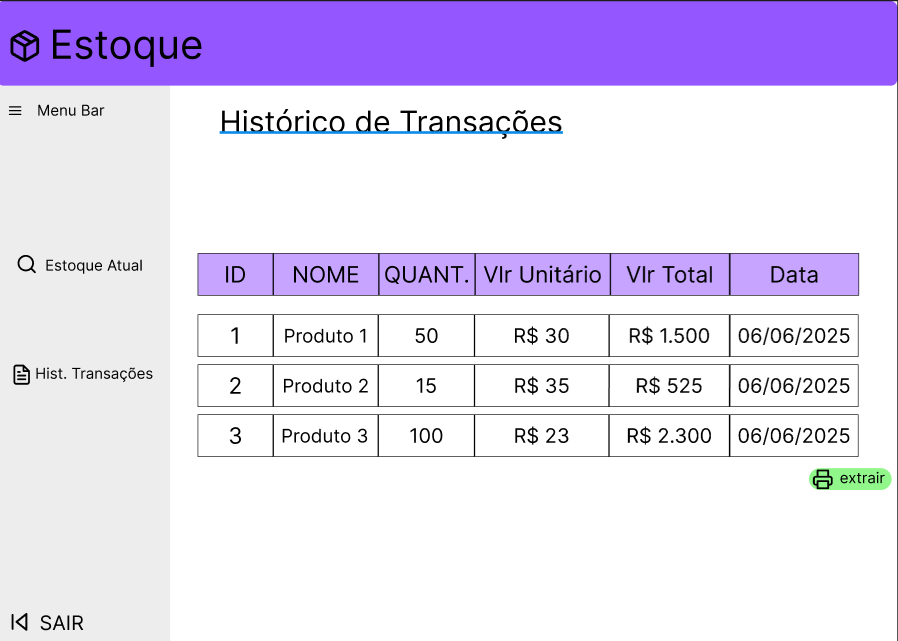 Estoque
Menu Bar
Histórico de Transações
Estoque Atual
Hist. Transações
SAIR
ID NOME QUANT. Vlr Unitário Vlr Total Data
1 Produto 1 50 R$ 30 R$ 1.500 06/06/2025
2 Produto 2 15 R$ 35 R$ 525 06/06/2025
3 Produto 3 100 R$ 23 R$ 2.300 06/06/2025
extrair